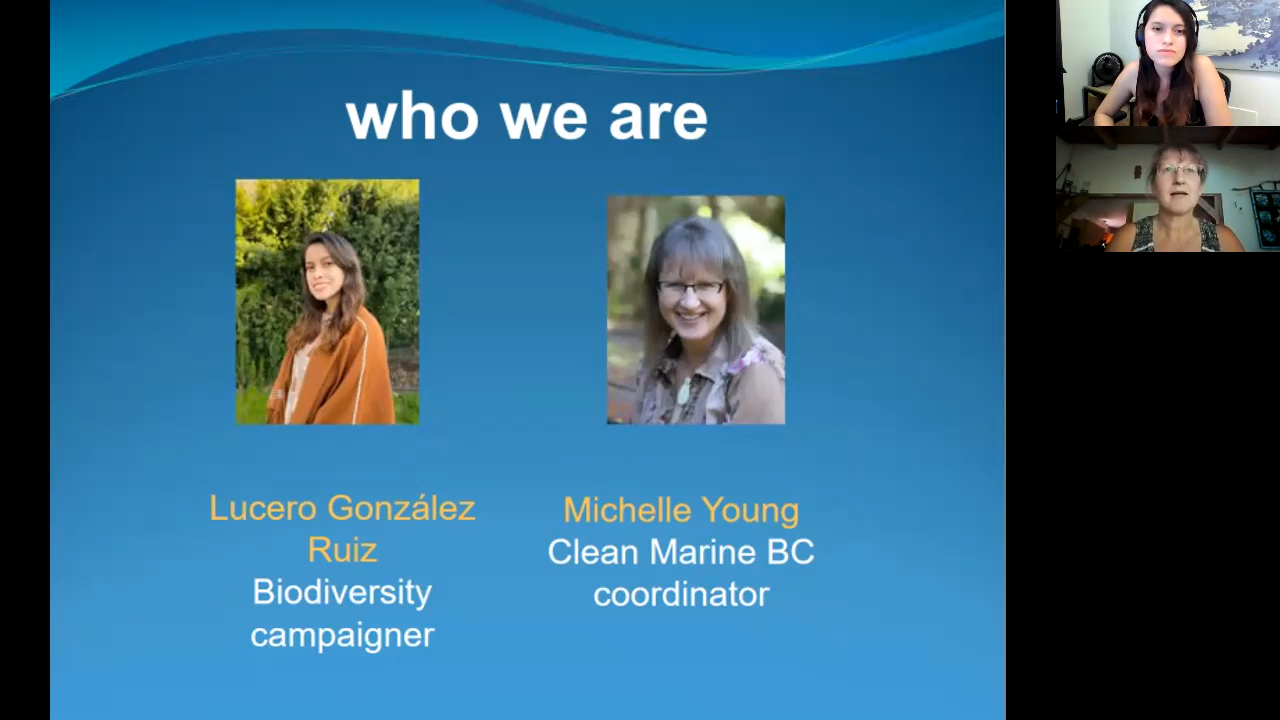 who we are
Lucero González
Ruiz
Biodiversity
campaigner
Michelle Young
Clean Marine BC
coordinator